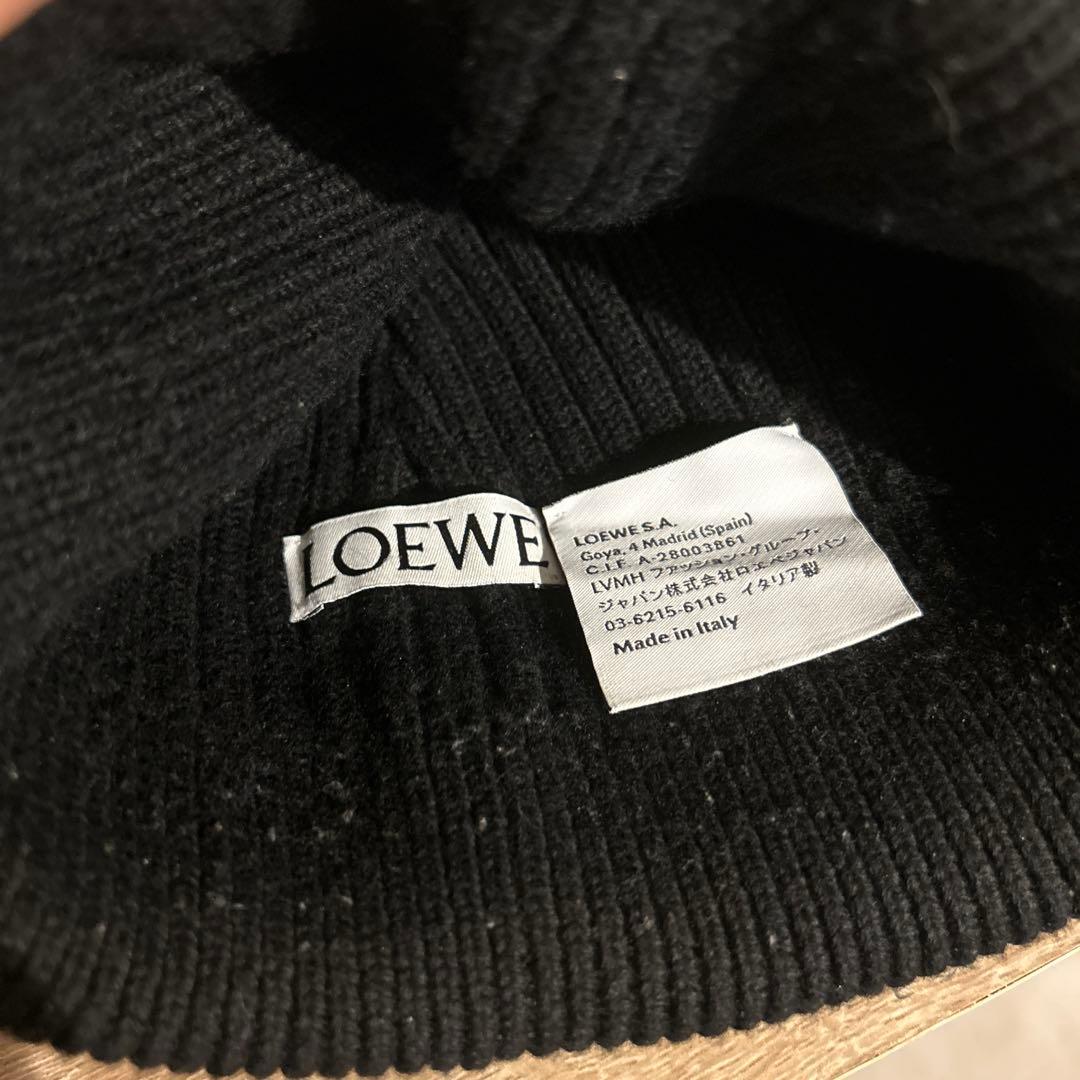 LOEWE
LOEWE S.A.
Goya, 4 Madrid (Spain)
C.I.F. A-28003861
LVMH ファッション・グループ・
ジャパン株式会社ロエベジャパン
03-6215-6116 イタリア製
Made in Italy